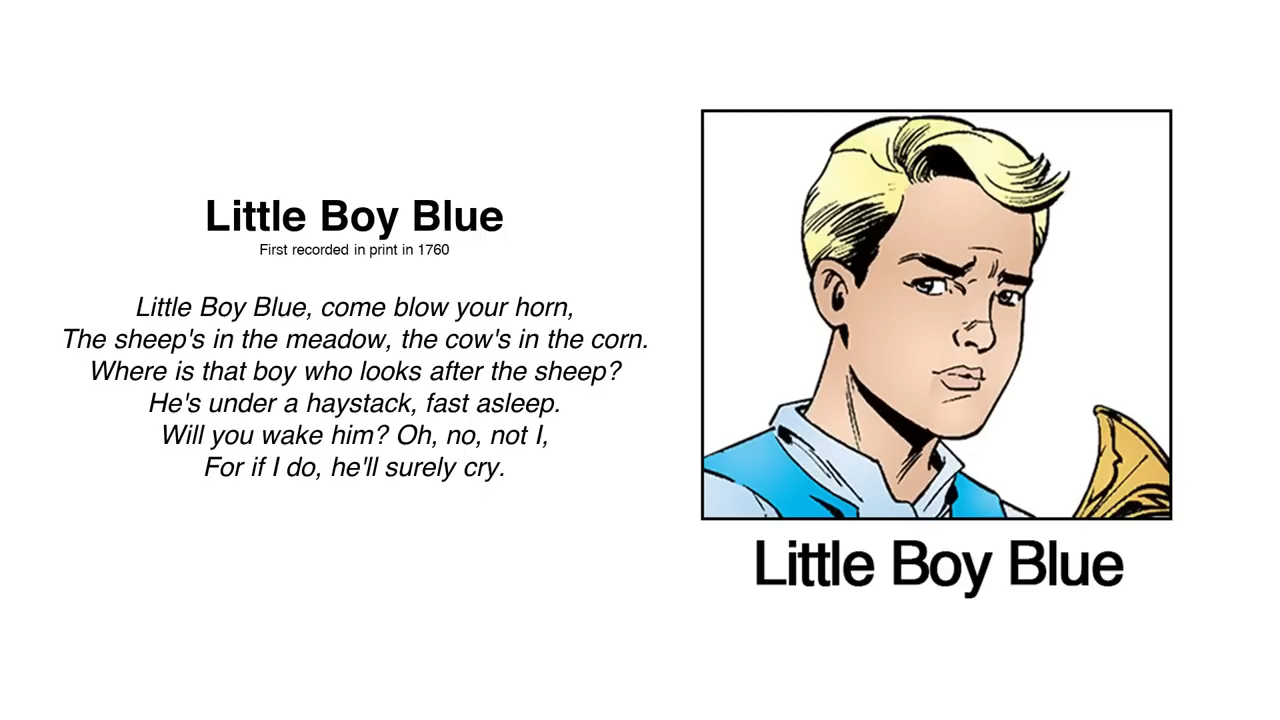 Little Boy Blue
First recorded in print in 1760
Little Boy Blue, come blow your horn,
The sheep's in the meadow, the cow's in the corn.
Where is that boy who looks after the sheep?
He's under a haystack, fast asleep.
Will you wake him? Oh, no, not I,
For if I do, he'll surely cry.
Little Boy Blue